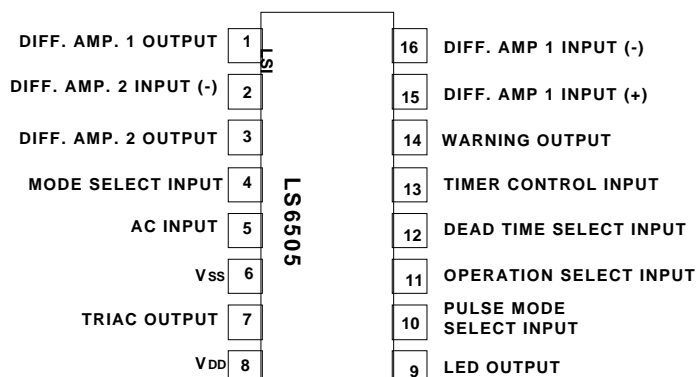 DIFF. AMP. 1 OUTPUT 1
DIFF. AMP. 2 INPUT (-) 2
DIFF. AMP. 2 OUTPUT 3
MODE SELECT INPUT 4
AC INPUT 5
VSS 6
TRIAC OUTPUT 7
VDD 8
LSI
LS6505
16 DIFF. AMP 1 INPUT (-)
15 DIFF. AMP 1 INPUT (+)
14 WARNING OUTPUT
13 TIMER CONTROL INPUT
12 DEAD TIME SELECT INPUT
11 OPERATION SELECT INPUT
10 PULSE MODE
SELECT INPUT
9 LED OUTPUT